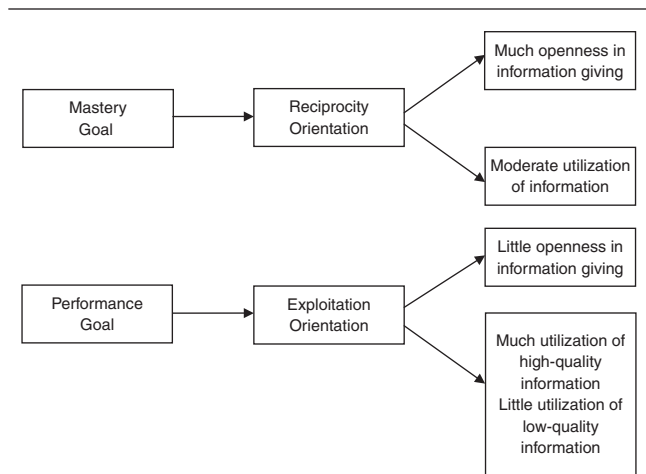 Much openness in
information giving
Mastery
Goal
Reciprocity
Orientation
Moderate utilization
of information
Little openness in
information giving
Performance
Goal
Exploitation
Orientation
Much utilization of
high-quality
information
Little utilization of
low-quality
information